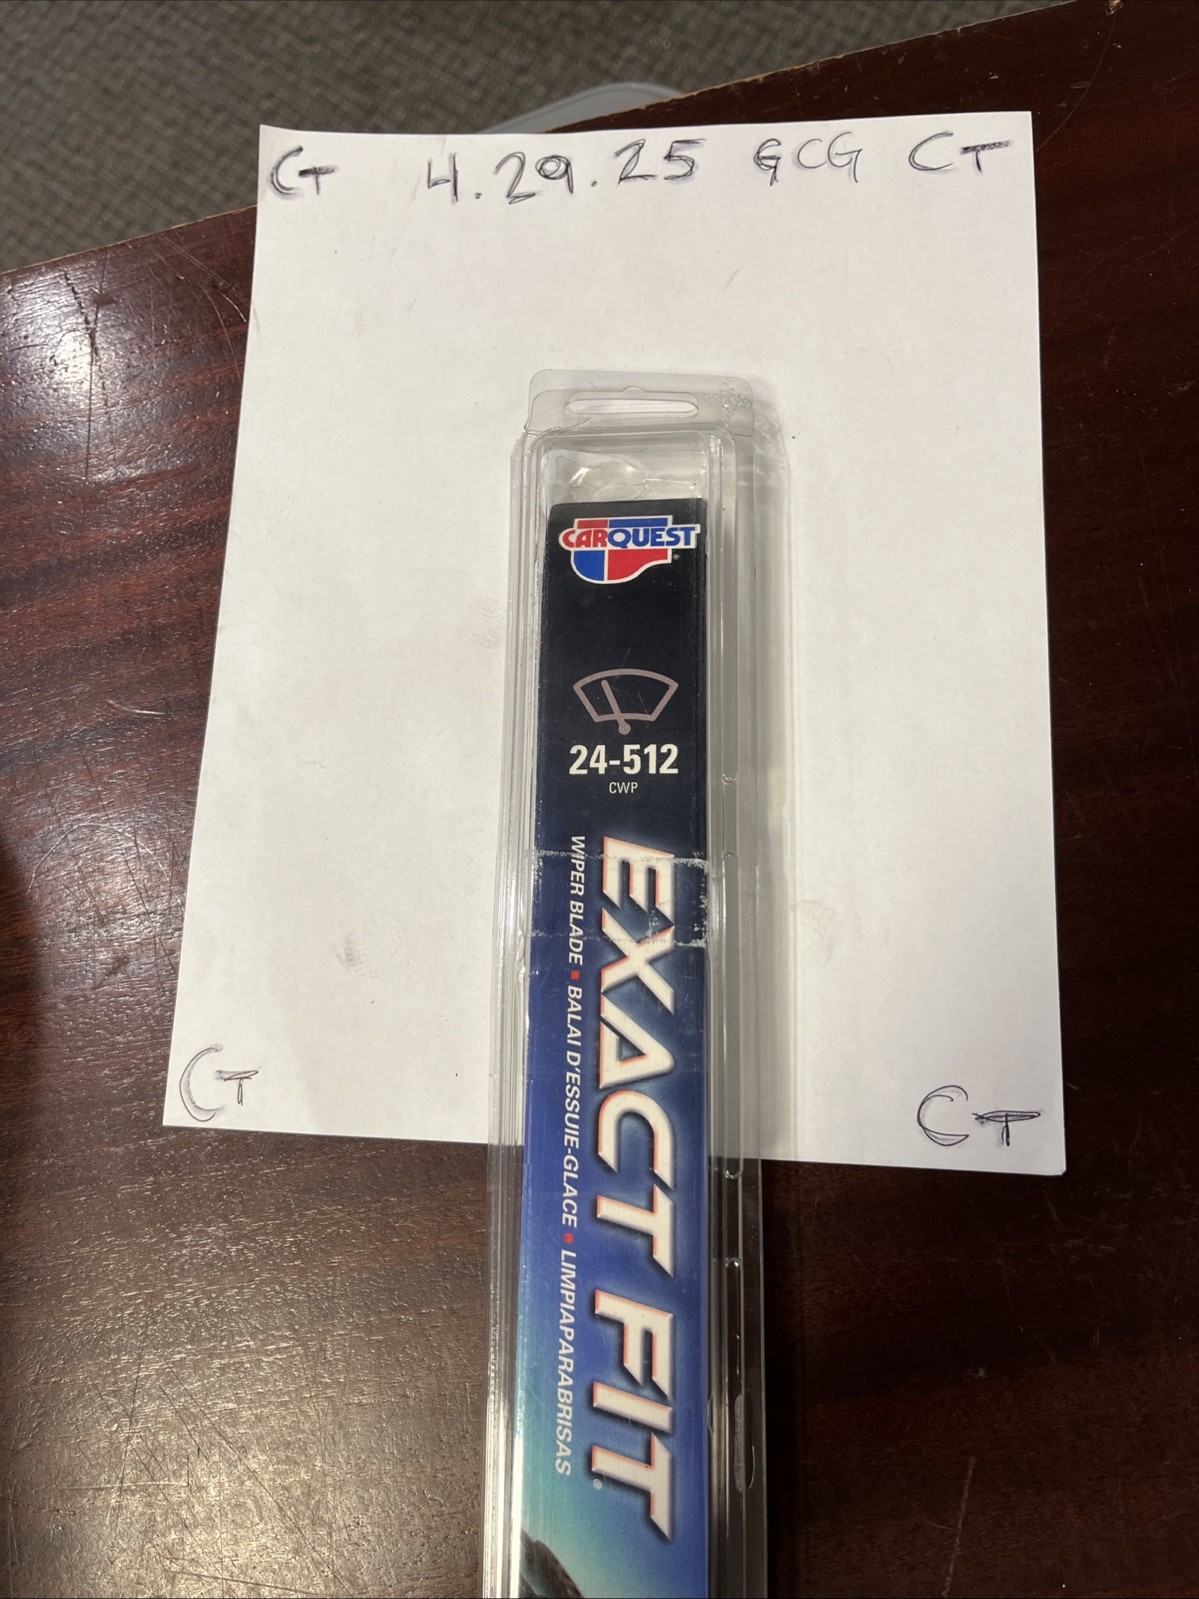 CT 4.29.25 GCG CT
CARQUEST®
24-512
CWP
EXACT FIT®
WIPER BLADE ▪ BALAI D'ESSUIE-GLACE ▪ LIMPIAPARABRISAS
CT CT